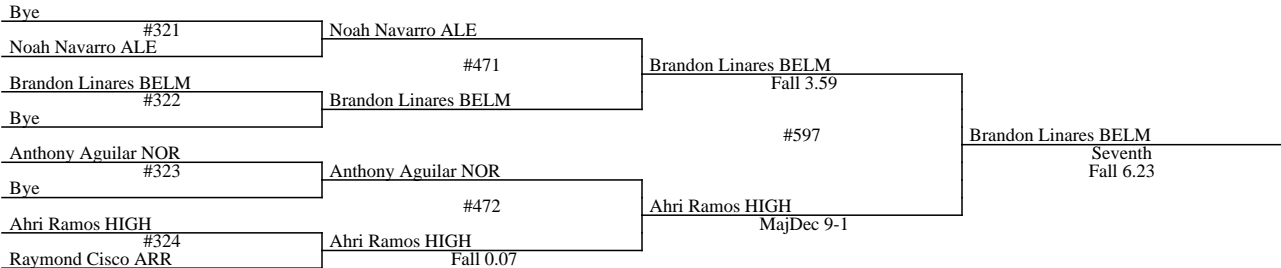 Bye
#321
Noah Navarro ALE
Noah Navarro ALE
#471
Brandon Linares BELM
Fall 3.59
Brandon Linares BELM
#322
Brandon Linares BELM
Bye
#597
Brandon Linares BELM
Seventh
Fall 6.23
Anthony Aguilar NOR
#323
Anthony Aguilar NOR
Bye
#472
Ahri Ramos HIGH
MajDec 9-1
Ahri Ramos HIGH
#324
Ahri Ramos HIGH
Fall 0.07
Raymond Cisco ARR